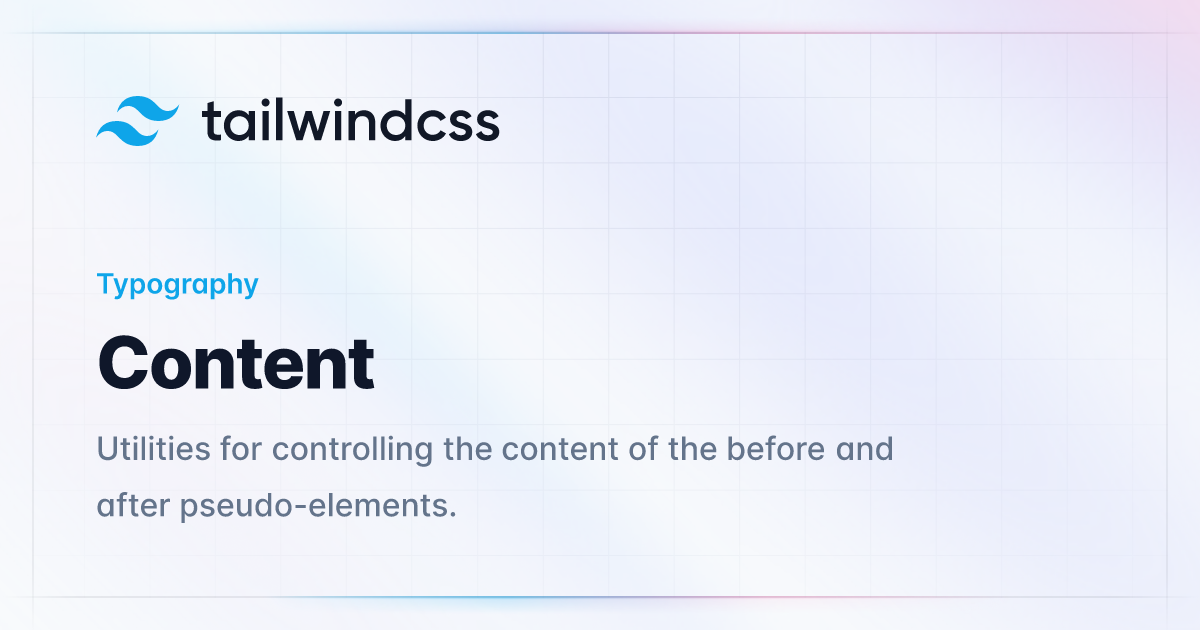 tailwindcss
Typography
Content
Utilities for controlling the content of the before and
after pseudo-elements.